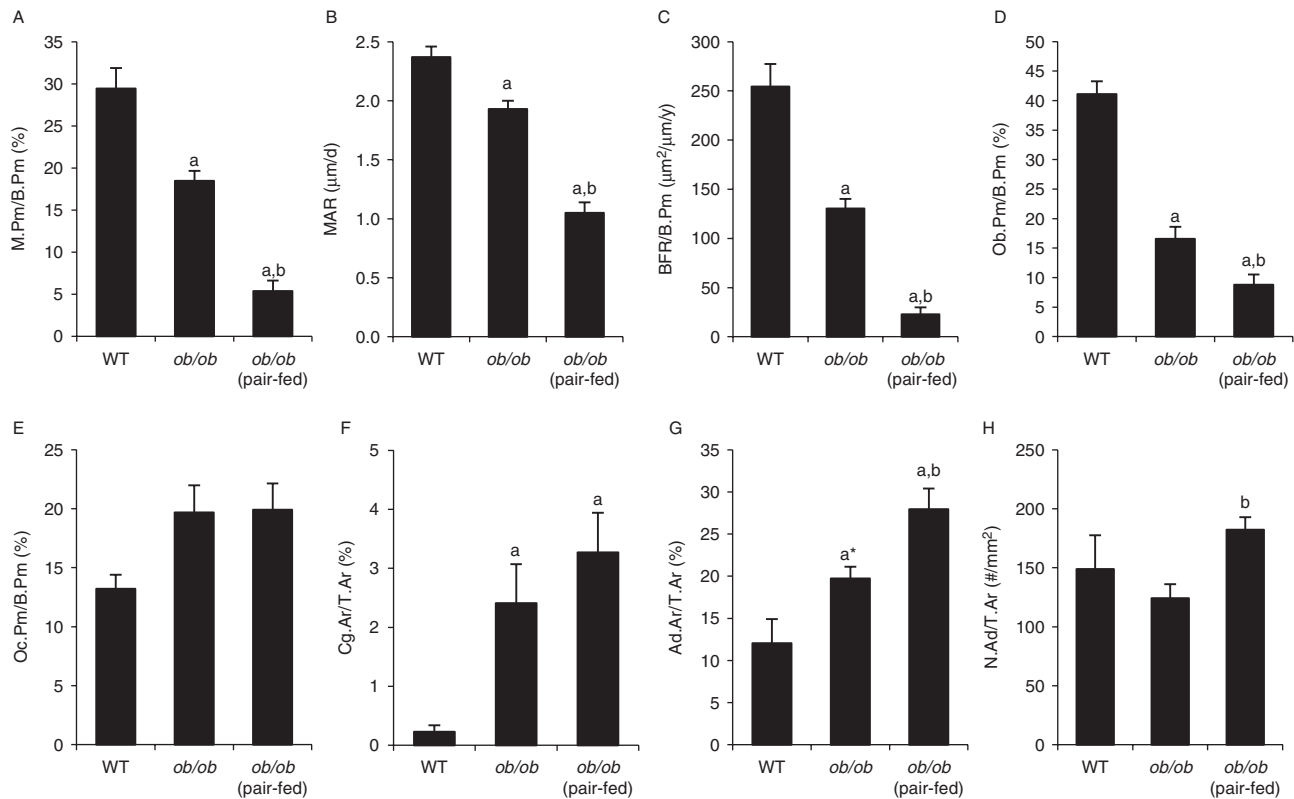 A
M.Pm/B.Pm (%)
35
30
25
20
15
10
5
0
a
a,b
WT
ob/ob
ob/ob
(pair-fed)
B
MAR (μm/d)
2.5
2.0
1.5
1.0
0.5
0.0
a
a,b
WT
ob/ob
ob/ob
(pair-fed)
C
BFR/B.Pm (μm²/μm/y)
300
250
200
150
100
50
0
a
a,b
WT
ob/ob
ob/ob
(pair-fed)
D
Ob.Pm/B.Pm (%)
50
45
40
35
30
25
20
15
10
5
0
a
a,b
WT
ob/ob
ob/ob
(pair-fed)
E
Oc.Pm/B.Pm (%)
25
20
15
10
5
0
WT
ob/ob
ob/ob
(pair-fed)
F
Cg.Ar/T.Ar (%)
5
4
3
2
1
0
a
a
WT
ob/ob
ob/ob
(pair-fed)
G
Ad.Ar/T.Ar (%)
35
30
25
20
15
10
5
0
a*
a,b
WT
ob/ob
ob/ob
(pair-fed)
H
N.Ad/T.Ar (#/mm²)
250
200
150
100
50
0
b
WT
ob/ob
ob/ob
(pair-fed)